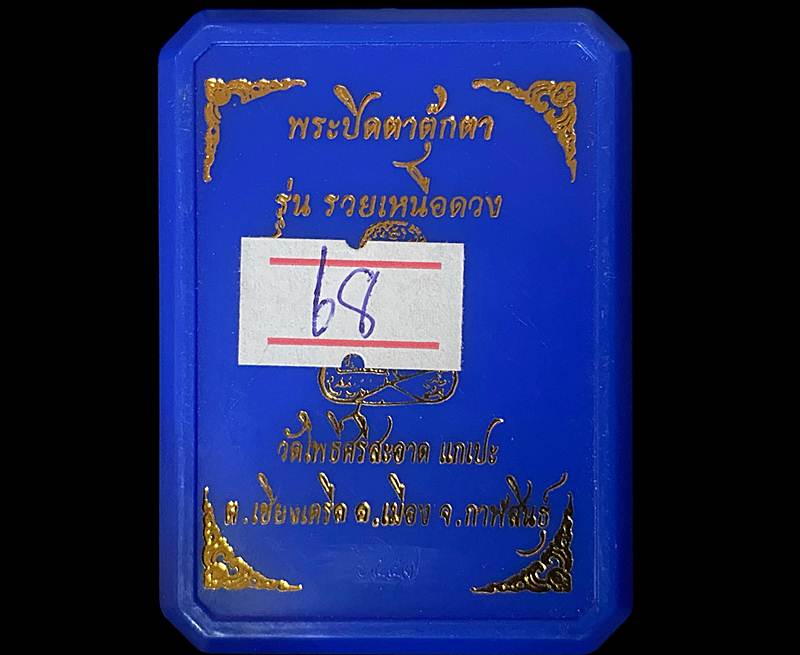 พระปิดตาตุ๊กตา
รุ่น รวยเหนือดวง
68
วัดโพธิ์ศรีสะอาด แกเปะ
ต.เชียงเครือ อ.เมือง จ.กาฬสินธุ์